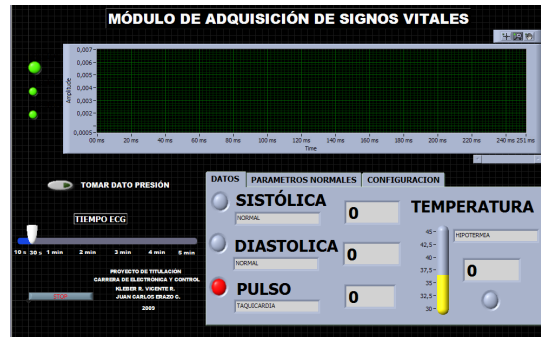 MÓDULO DE ADQUISICIÓN DE SIGNOS VITALES
0,007
0,006
0,005
0,004
0,003
0,002
0,0005
Amplitude
00 ms 20 ms 40 ms 60 ms 80 ms 100 ms 120 ms 140 ms 160 ms 180 ms 200 ms 220 ms 240 ms 251 ms
Time
TOMAR DATO PRESIÓN
TIEMPO ECG
10 s 30 s 1 min 2 min 3 min 4 min 5 min
PROYECTO DE TITULACIÓN
CARRERA DE ELECTRÓNICA Y CONTROL
KLEBER R. VICENTE B.
JUAN CARLOS ERAZO C.
2009
STOP
DATOS PARAMETROS NORMALES CONFIGURACION
SISTÓLICA
NORMAL
0
DIASTOLICA
NORMAL
0
PULSO
TAQUICARDIA
0
TEMPERATURA
HIPOTERMIA
45
42,5
40
37,5
35
32,5
30
0